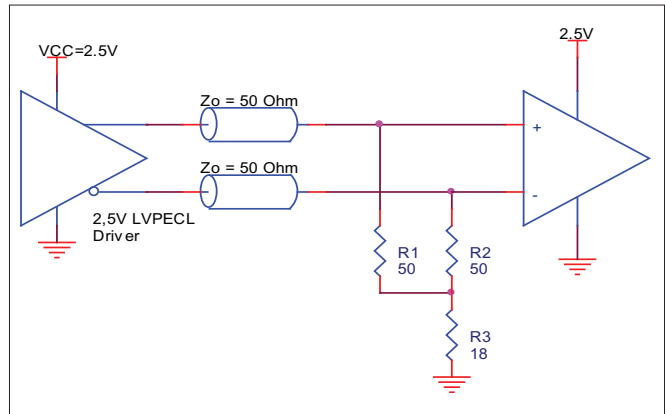 VCC=2.5V
2.5V
Zo = 50 Ohm
+
Zo = 50 Ohm
-
2,5V LVPECL
Driver
R1
50
R2
50
R3
18